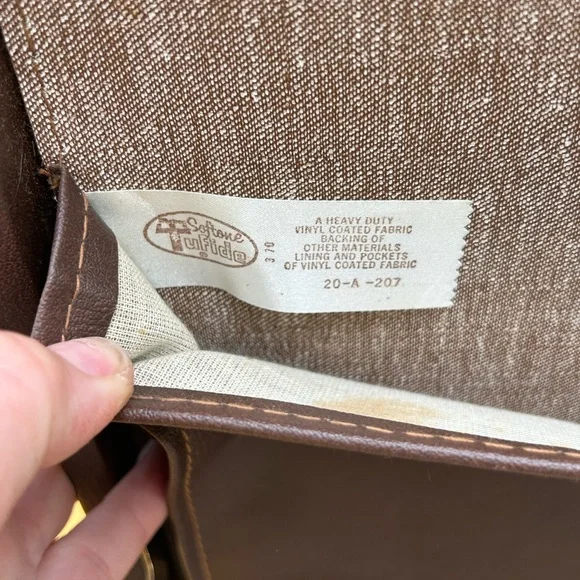 Softone
Tufide
®
3 70
A HEAVY DUTY
VINYL COATED FABRIC
BACKING OF
OTHER MATERIALS
LINING AND POCKETS
OF VINYL COATED FABRIC
20-A -207